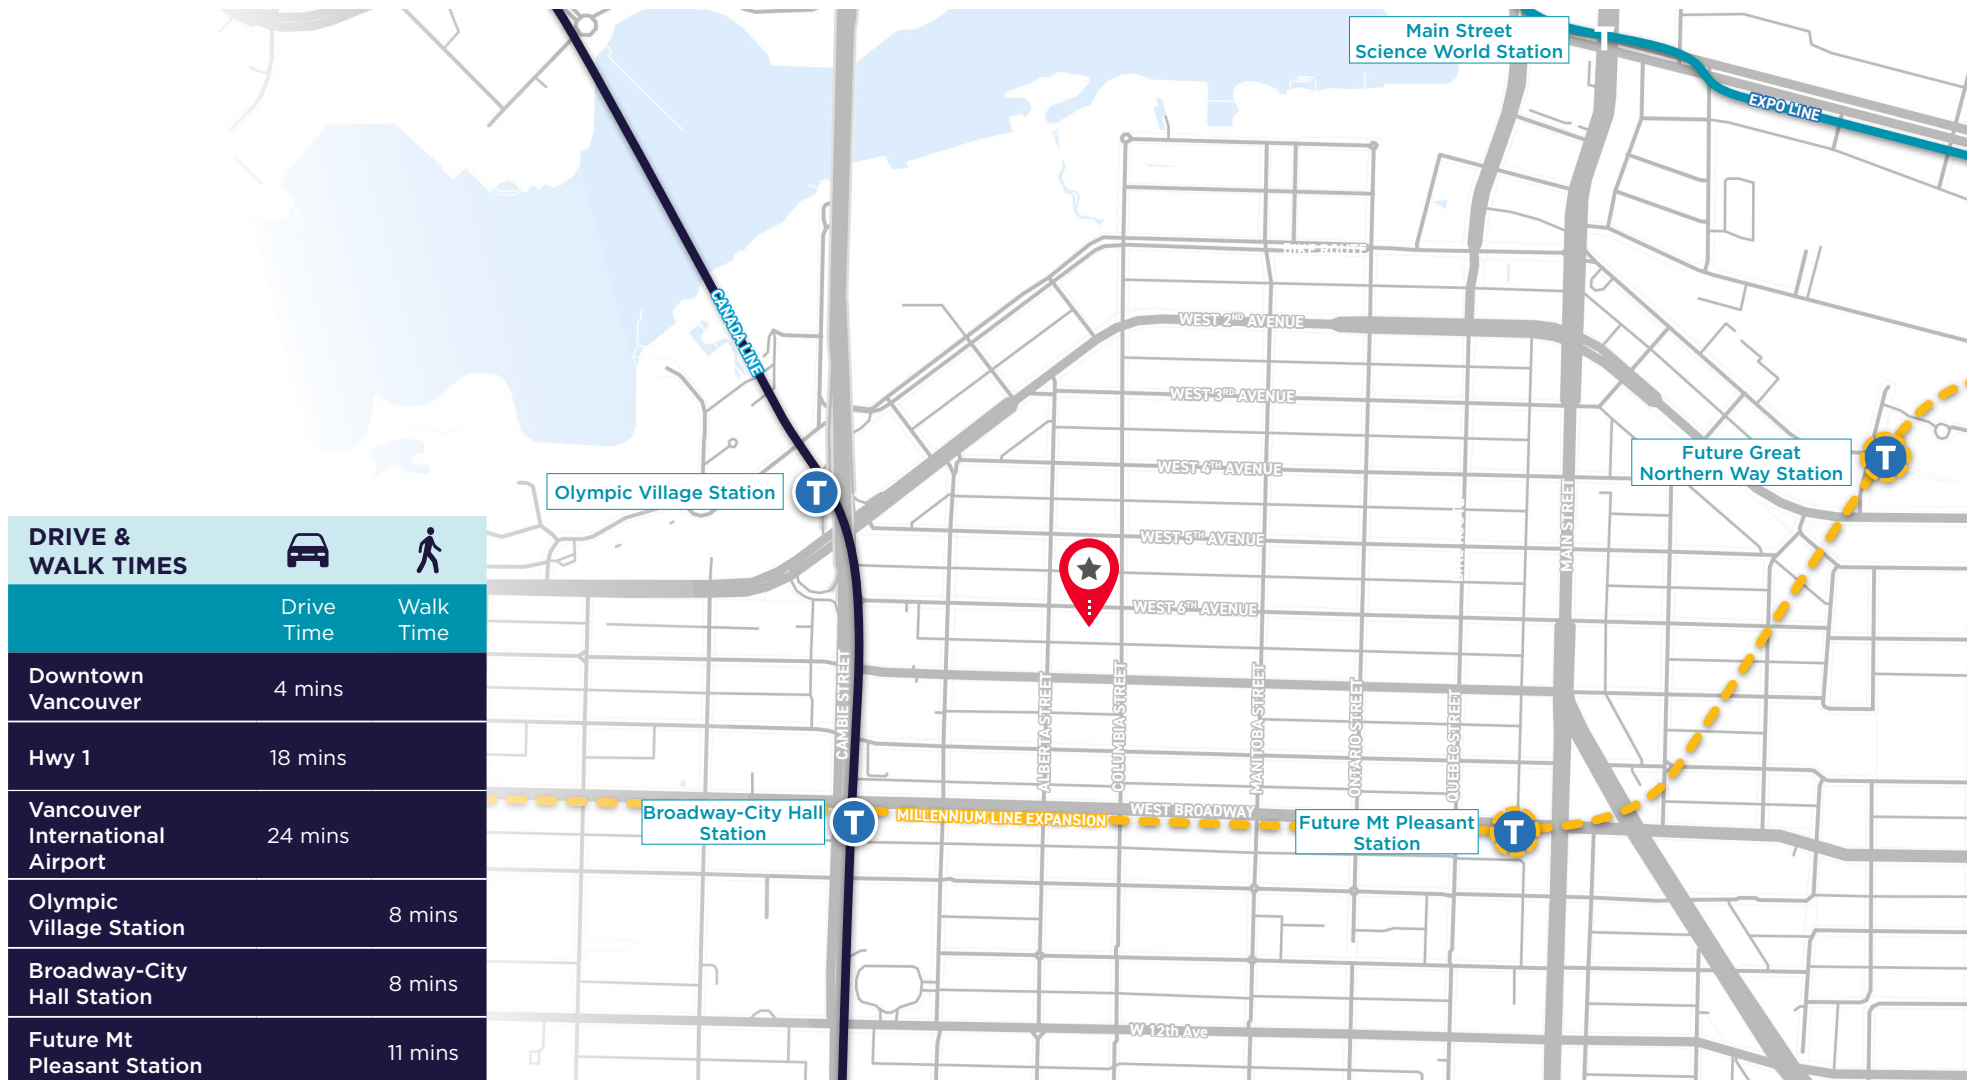 Main Street
Science World Station
T
EXPO LINE
BIKE ROUTE
CANADA LINE
WEST 2ND AVENUE
WEST 3RD AVENUE
WEST 4TH AVENUE
Future Great
Northern Way Station
T
Olympic Village Station
T
MAIN STREET
WEST 5TH AVENUE
WEST 6TH AVENUE
CAMBIE STREET
ALBERTA STREET
COLUMBIA STREET
MANITOBA STREET
ONTARIO STREET
QUEBEC STREET
WEST BROADWAY
Broadway-City Hall
Station
T
MILLENNIUM LINE EXPANSION
Future Mt Pleasant
Station
T
W 12th Ave
DRIVE &
WALK TIMES
Drive
Time
Walk
Time
Downtown
Vancouver
4 mins
Hwy 1
18 mins
Vancouver
International
Airport
24 mins
Olympic
Village Station
8 mins
Broadway-City
Hall Station
8 mins
Future Mt
Pleasant Station
11 mins